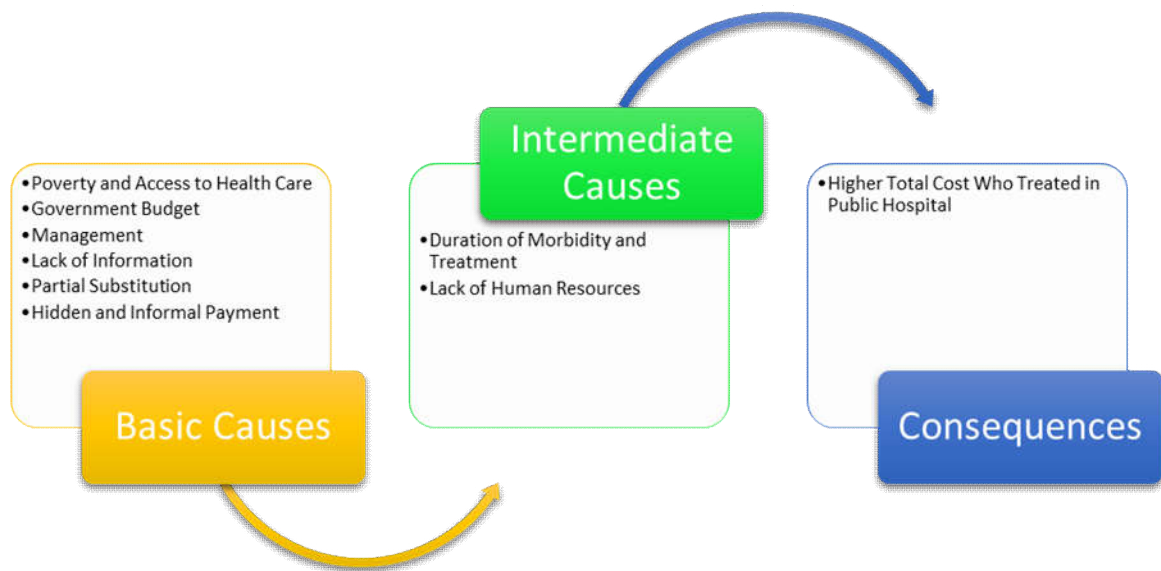 •Poverty and Access to Health Care
•Government Budget
•Management
•Lack of Information
•Partial Substitution
•Hidden and Informal Payment
Basic Causes
Intermediate
Causes
•Duration of Morbidity and
Treatment
•Lack of Human Resources
•Higher Total Cost Who Treated in
Public Hospital
Consequences